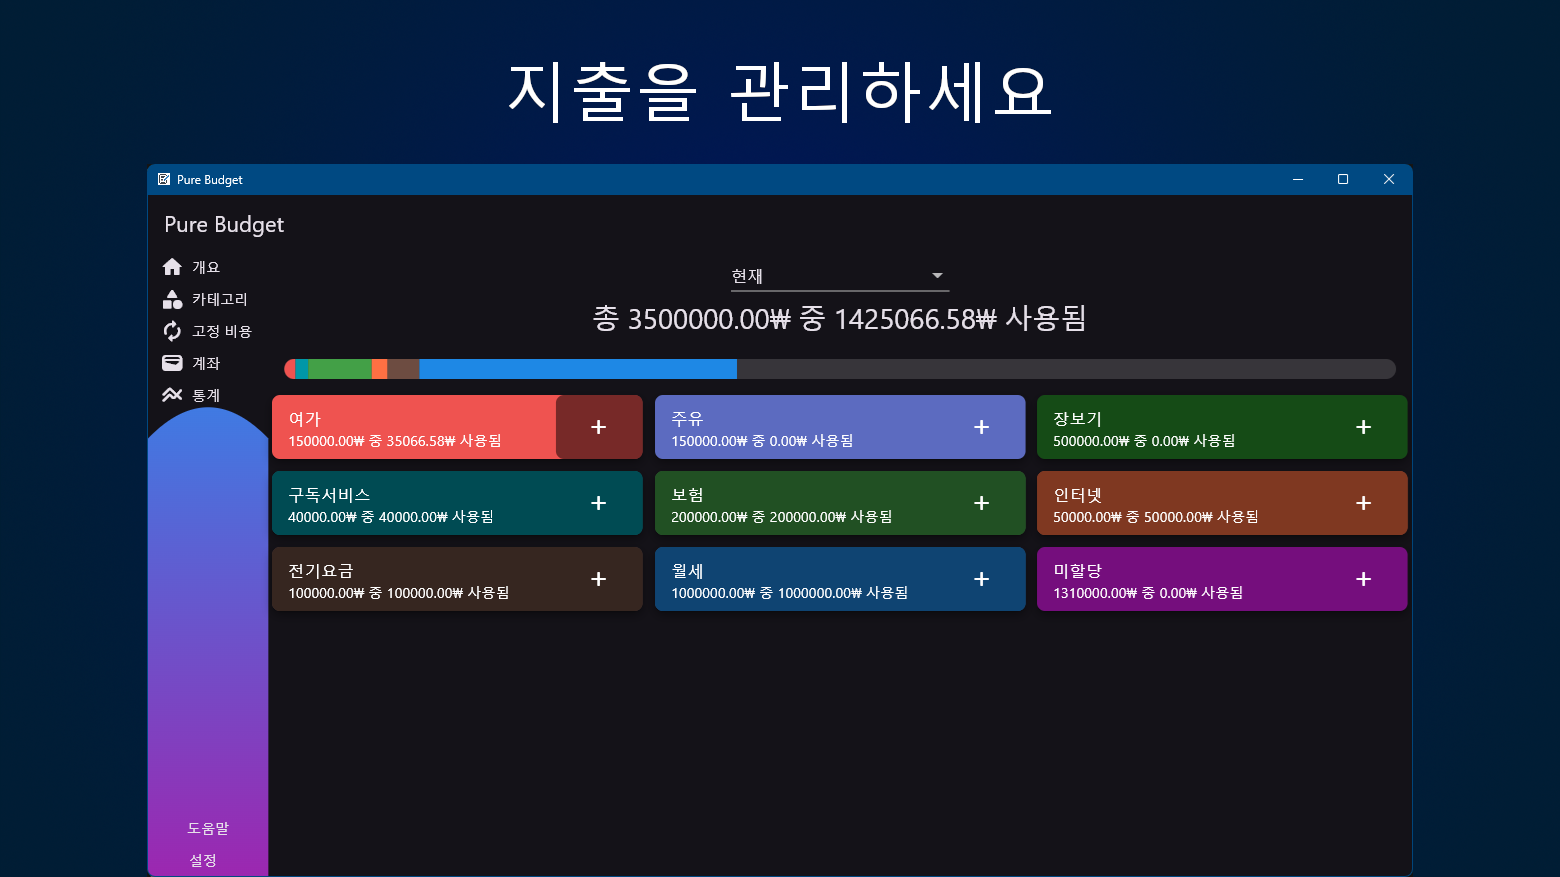 지출을 관리하세요
Pure Budget
Pure Budget
개요
카테고리
고정 비용
계좌
통계
도움말
설정
현재
총 3500000.00₩ 중 1425066.58₩ 사용됨
여가
150000.00₩ 중 35066.58₩ 사용됨
+
주유
150000.00₩ 중 0.00₩ 사용됨
+
장보기
500000.00₩ 중 0.00₩ 사용됨
+
구독서비스
40000.00₩ 중 40000.00₩ 사용됨
+
보험
200000.00₩ 중 200000.00₩ 사용됨
+
인터넷
50000.00₩ 중 50000.00₩ 사용됨
+
전기요금
100000.00₩ 중 100000.00₩ 사용됨
+
월세
1000000.00₩ 중 1000000.00₩ 사용됨
+
미할당
1310000.00₩ 중 0.00₩ 사용됨
+